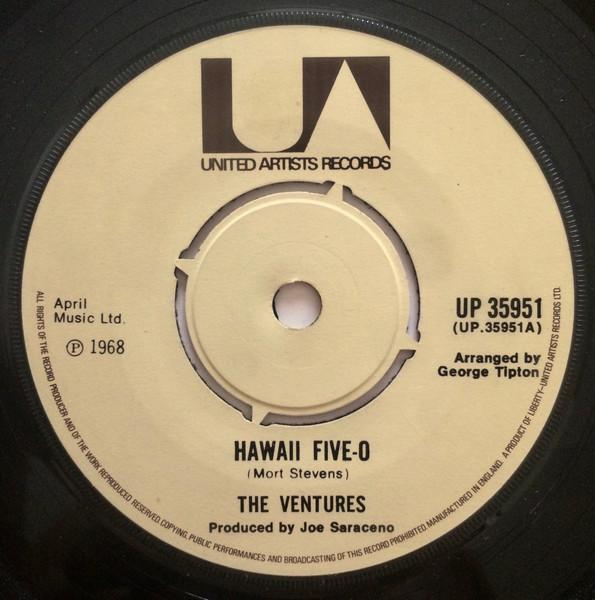 UA
UNITED ARTISTS RECORDS
April
Music Ltd.
Ⓟ 1968
UP 35951
(UP.35951A)
Arranged by
George Tipton
HAWAII FIVE-O
(Mort Stevens)
THE VENTURES
Produced by Joe Saraceno
ALL RIGHTS OF THE RECORD PRODUCER AND OF THE WORK REPRODUCED RESERVED. COPYING, PUBLIC PERFORMANCES AND BROADCASTING OF THIS RECORD PROHIBITED. MANUFACTURED IN ENGLAND. A PRODUCT OF LIBERTY-UNITED ARTISTS RECORDS LTD.